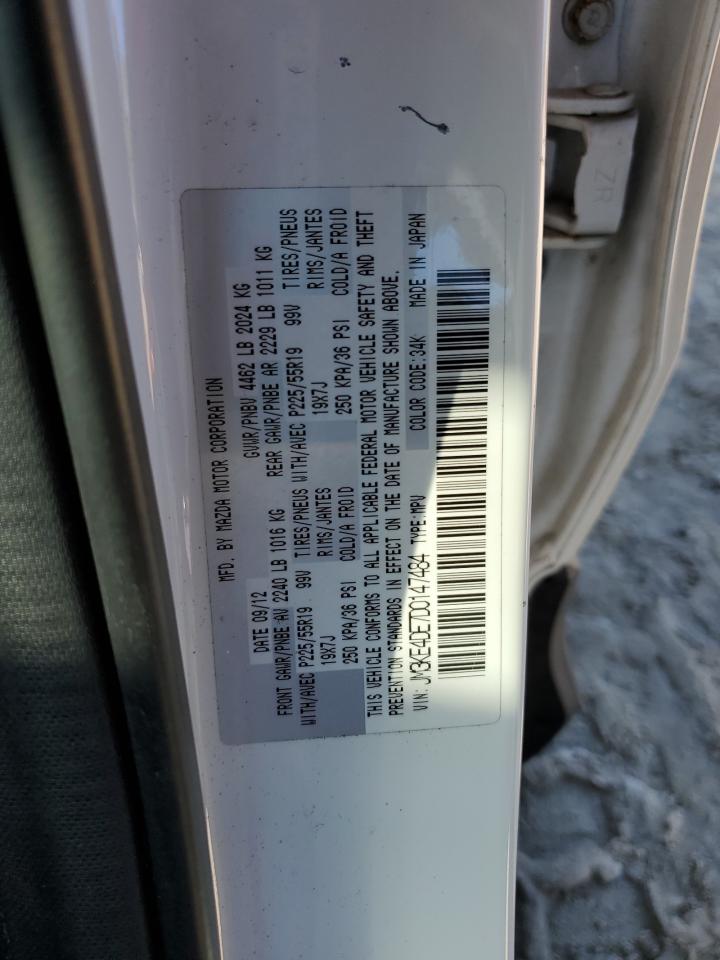 MFD. BY MAZDA MOTOR CORPORATION
DATE 09/12 GVWR/PNBV 4462 LB 2024 KG
FRONT GAWR/PNBE AV 2240 LB 1016 KG REAR GAWR/PNBE AR 2229 LB 1011 KG
WITH/AVEC P225/55R19 99V TIRES/PNEUS WITH/AVEC P225/55R19 99V TIRES/PNEUS
19X7J RIMS/JANTES 19X7J RIMS/JANTES
250 KPA/36 PSI COLD/A FROID 250 KPA/36 PSI COLD/A FROID
THIS VEHICLE CONFORMS TO ALL APPLICABLE FEDERAL MOTOR VEHICLE SAFETY AND THEFT
PREVENTION STANDARDS IN EFFECT ON THE DATE OF MANUFACTURE SHOWN ABOVE.
VIN: JM3KE4DE7D0147484 TYPE:MPV COLOR CODE:34K MADE IN JAPAN
ZR